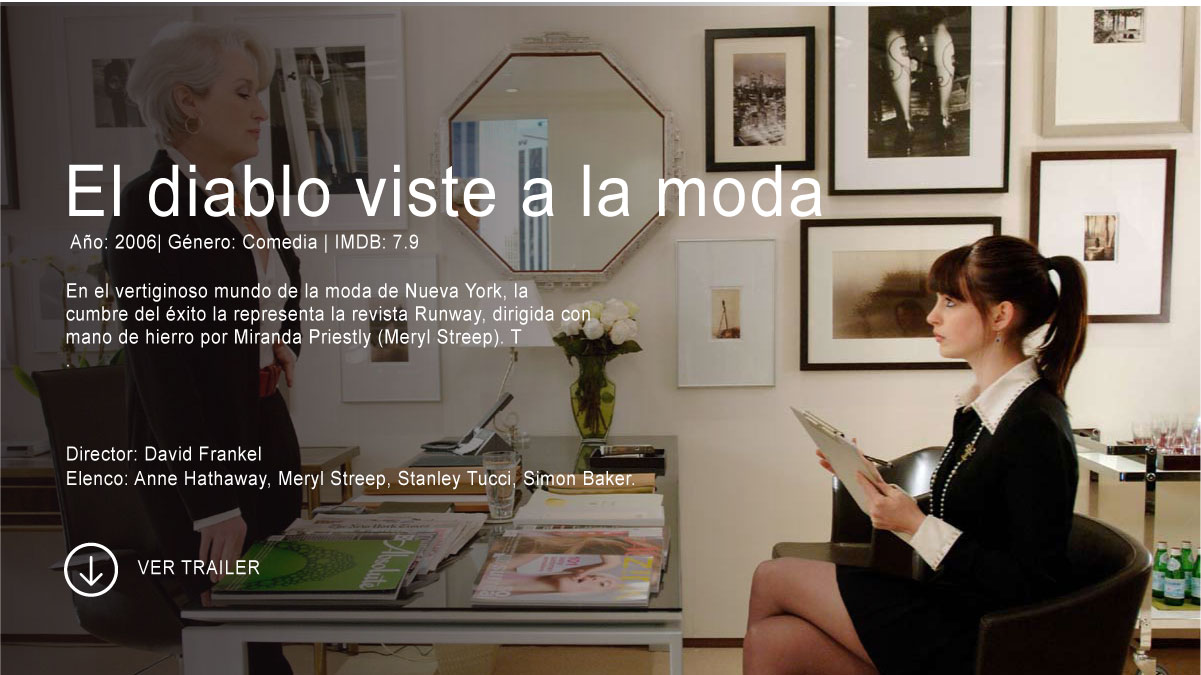 El diablo viste a la moda
Año: 2006| Género: Comedia | IMDB: 7.9
En el vertiginoso mundo de la moda de Nueva York, la
cumbre del éxito la representa la revista Runway, dirigida con
mano de hierro por Miranda Priestly (Meryl Streep). T
Director: David Frankel
Elenco: Anne Hathaway, Meryl Streep, Stanley Tucci, Simon Baker.
VER TRAILER